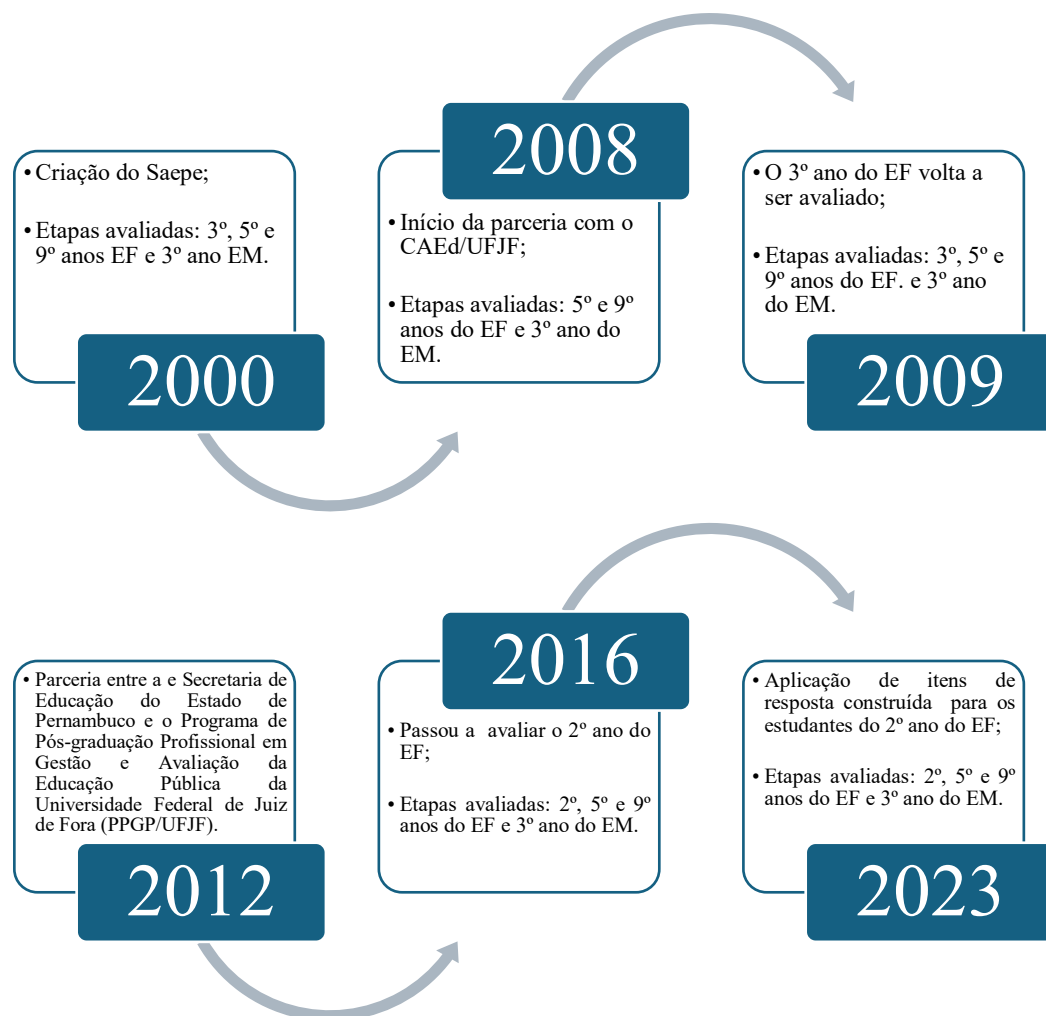 • Criação do Saepe;
• Etapas avaliadas: 3º, 5º e
9º anos EF e 3º ano EM.
2000
2008
• Início da parceria com o
CAEd/UFJF;
• Etapas avaliadas: 5º e 9º
anos do EF e 3º ano do
EM.
• O 3º ano do EF volta a
ser avaliado;
• Etapas avaliadas: 3º, 5º e
9º anos do EF. e 3º ano
do EM.
2009
• Parceria entre a e Secretaria de
Educação do Estado de
Pernambuco e o Programa de
Pós-graduação Profissional em
Gestão e Avaliação da
Educação Pública da
Universidade Federal de Juiz
de Fora (PPGP/UFJF).
2012
2016
• Passou a avaliar o 2º ano do
EF;
• Etapas avaliadas: 2º, 5º e 9º
anos do EF e 3º ano do EM.
• Aplicação de itens de
resposta construída para os
estudantes do 2º ano do EF;
• Etapas avaliadas: 2º, 5º e 9º
anos do EF e 3º ano do EM.
2023